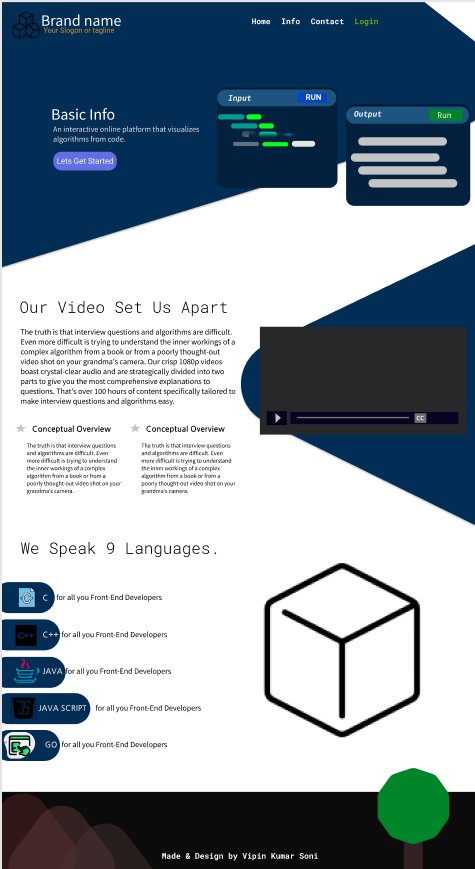 Brand name
Your Slogon or tagline
Home Info Contact Login
Input RUN
Output Run
Basic Info
An interactive online platform that visualizes
algorithms from code.
Lets Get Started
Our Video Set Us Apart
The truth is that interview questions and algorithms are difficult.
Even more difficult is trying to understand the inner workings of a
complex algorithm from a book or from a poorly thought-out
video shot on your grandma's camera. Our crisp 1080p videos
boast crystal-clear audio and are strategically divided into two
parts to give you the most comprehensive explanations to
questions. That's over 100 hours of content specifically tailored to
make interview questions and algorithms easy.
CC
Conceptual Overview
The truth is that interview questions
and algorithms are difficult. Even
more difficult is trying to understand
the inner workings of a complex
algorithm from a book or from a
poorly thought-out video shot on your
grandma's camera.
Conceptual Overview
The truth is that interview questions
and algorithms are difficult. Even
more difficult is trying to understand
the inner workings of a complex
algorithm from a book or from a
poorly thought-out video shot on your
grandma's camera.
We Speak 9 Languages.
C C for all you Front-End Developers
C++ C++ for all you Front-End Developers
JAVA for all you Front-End Developers
JS JAVA SCRIPT for all you Front-End Developers
GO for all you Front-End Developers
Made & Design by Vipin Kumar Soni